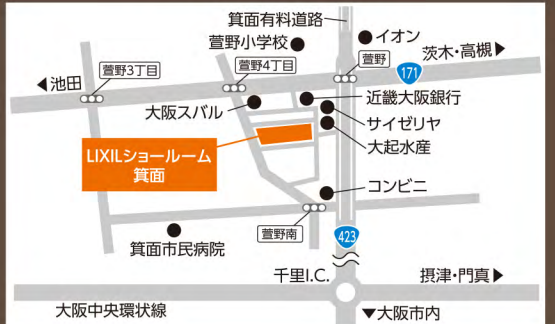 箕面有料道路
萱野小学校
イオン
茨木・高槻▶
萱野3丁目
萱野4丁目
萱野
171
◀池田
大阪スバル
近畿大阪銀行
サイゼリヤ
大起水産
LIXILショールーム
箕面
コンビニ
萱野南
箕面市民病院
423
千里I.C.
摂津・門真▶
大阪中央環状線
▼大阪市内